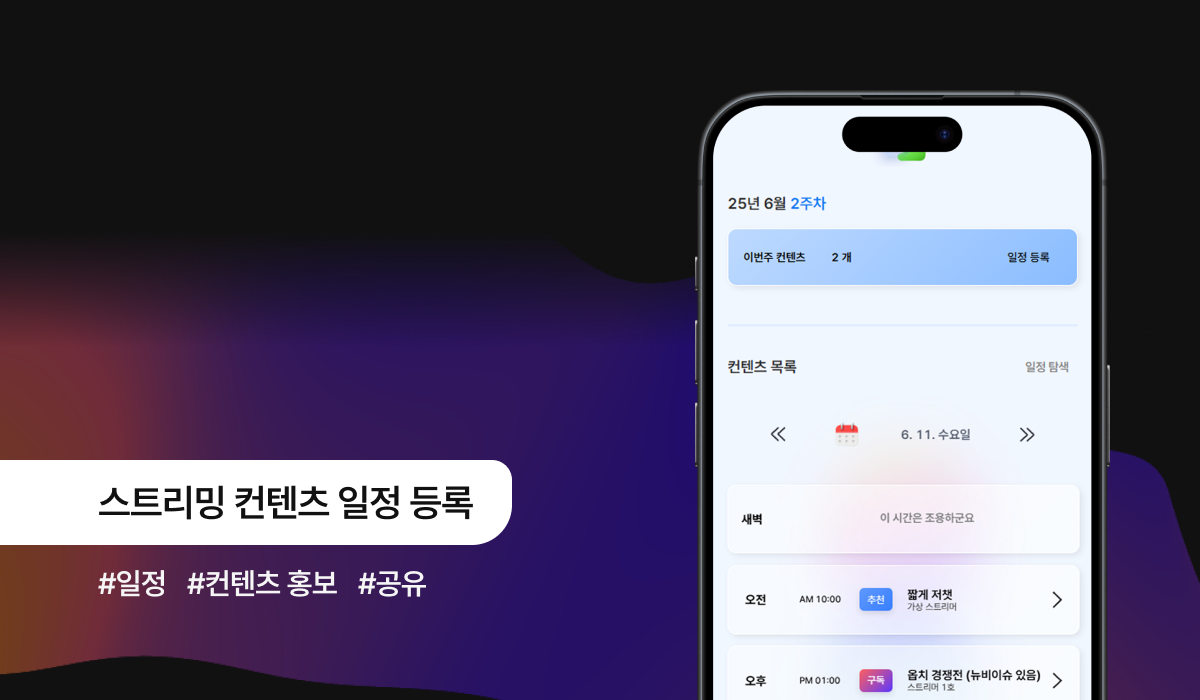 25년 6월 2주차
이번주 컨텐츠 2 개 일정 등록
컨텐츠 목록 일정 탐색
6. 11. 수요일
새벽 이 시간은 조용하군요
오전 AM 10:00 추천 짧게 저챗
가상 스트리머
오후 PM 01:00 구독 옵치 경쟁전 (뉴비이슈 있음)
스트리머 1호
스트리밍 컨텐츠 일정 등록
#일정 #컨텐츠 홍보 #공유